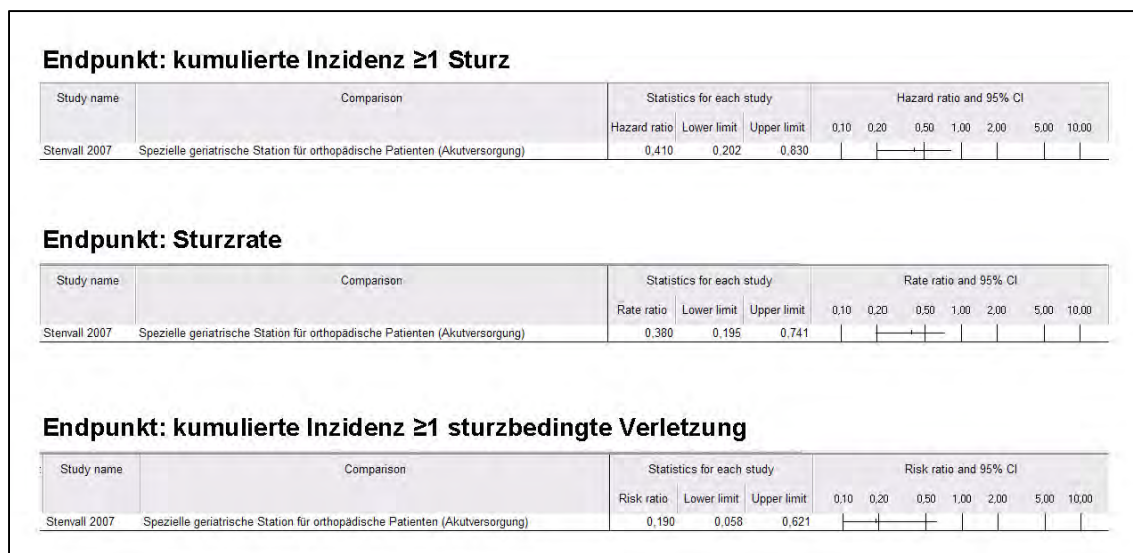 Endpunkt: kumulierte Inzidenz ≥1 Sturz
Study name Comparison Statistics for each study Hazard ratio and 95% CI
Hazard ratio Lower limit Upper limit 0,10 0,20 0,50 1,00 2,00 5,00 10,00
Stenvall 2007 Spezielle geriatrische Station für orthopädische Patienten (Akutversorgung) 0,410 0,202 0,830
Endpunkt: Sturzrate
Study name Comparison Statistics for each study Rate ratio and 95% CI
Rate ratio Lower limit Upper limit 0,10 0,20 0,50 1,00 2,00 5,00 10,00
Stenvall 2007 Spezielle geriatrische Station für orthopädische Patienten (Akutversorgung) 0,380 0,195 0,741
Endpunkt: kumulierte Inzidenz ≥1 sturzbedingte Verletzung
Study name Comparison Statistics for each study Risk ratio and 95% CI
Risk ratio Lower limit Upper limit 0,10 0,20 0,50 1,00 2,00 5,00 10,00
Stenvall 2007 Spezielle geriatrische Station für orthopädische Patienten (Akutversorgung) 0,190 0,058 0,621